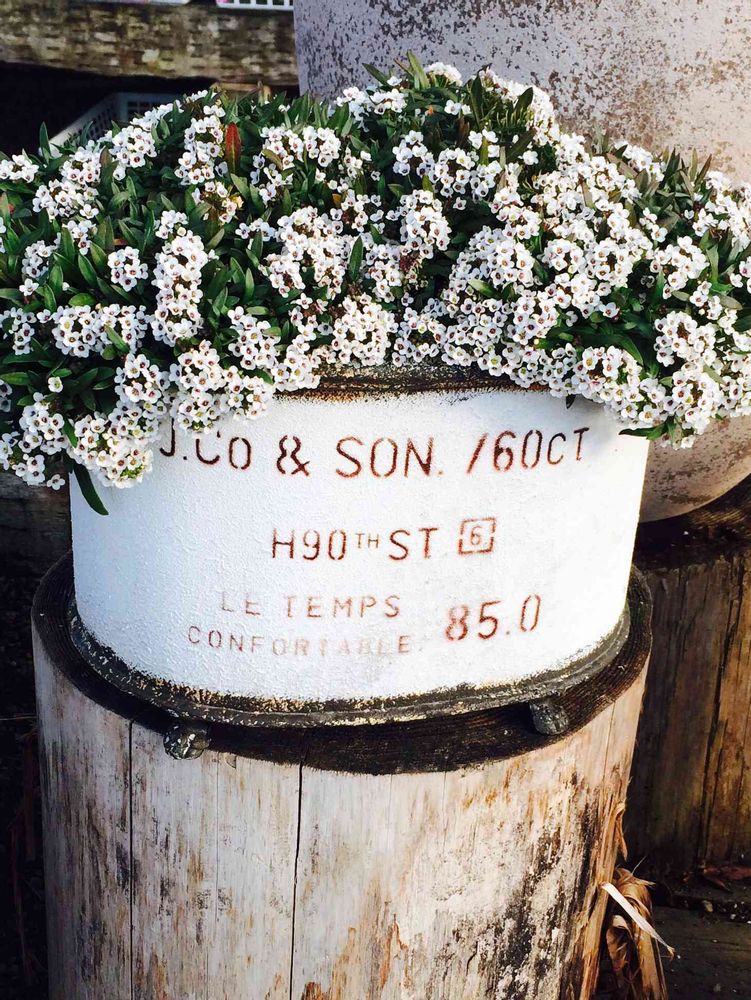 J.CO & SON. /60CT
H90TH ST 6
LE TEMPS
CONFORTABLE 85.0